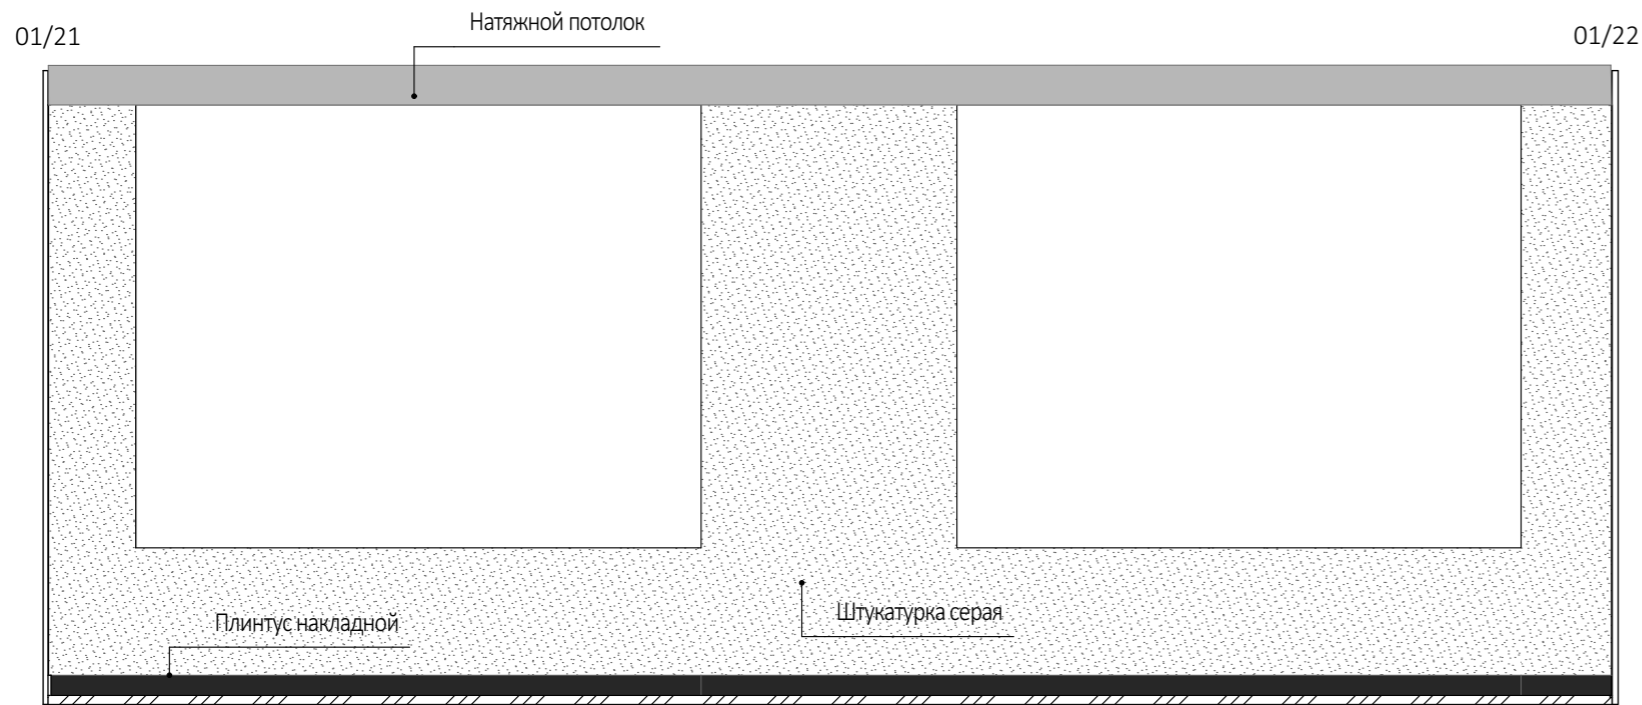 Натяжной потолок
01/21
01/22
Плинтус накладной
Штукатурка серая